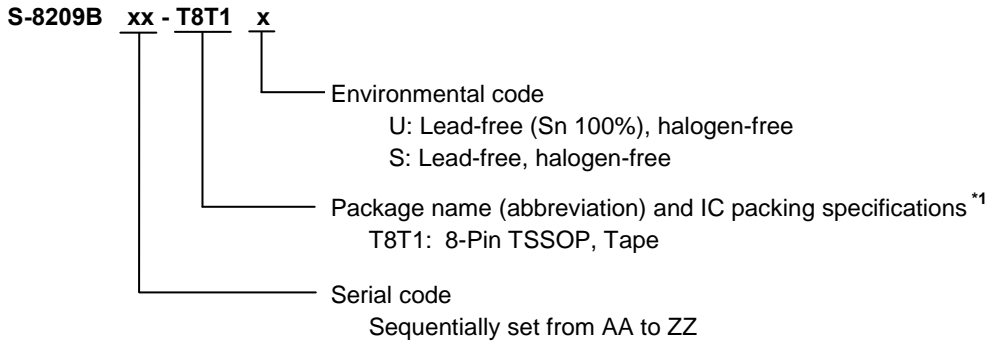 S-8209B xx - T8T1 x
Environmental code
U: Lead-free (Sn 100%), halogen-free
S: Lead-free, halogen-free
Package name (abbreviation) and IC packing specifications *1
T8T1: 8-Pin TSSOP, Tape
Serial code
Sequentially set from AA to ZZ